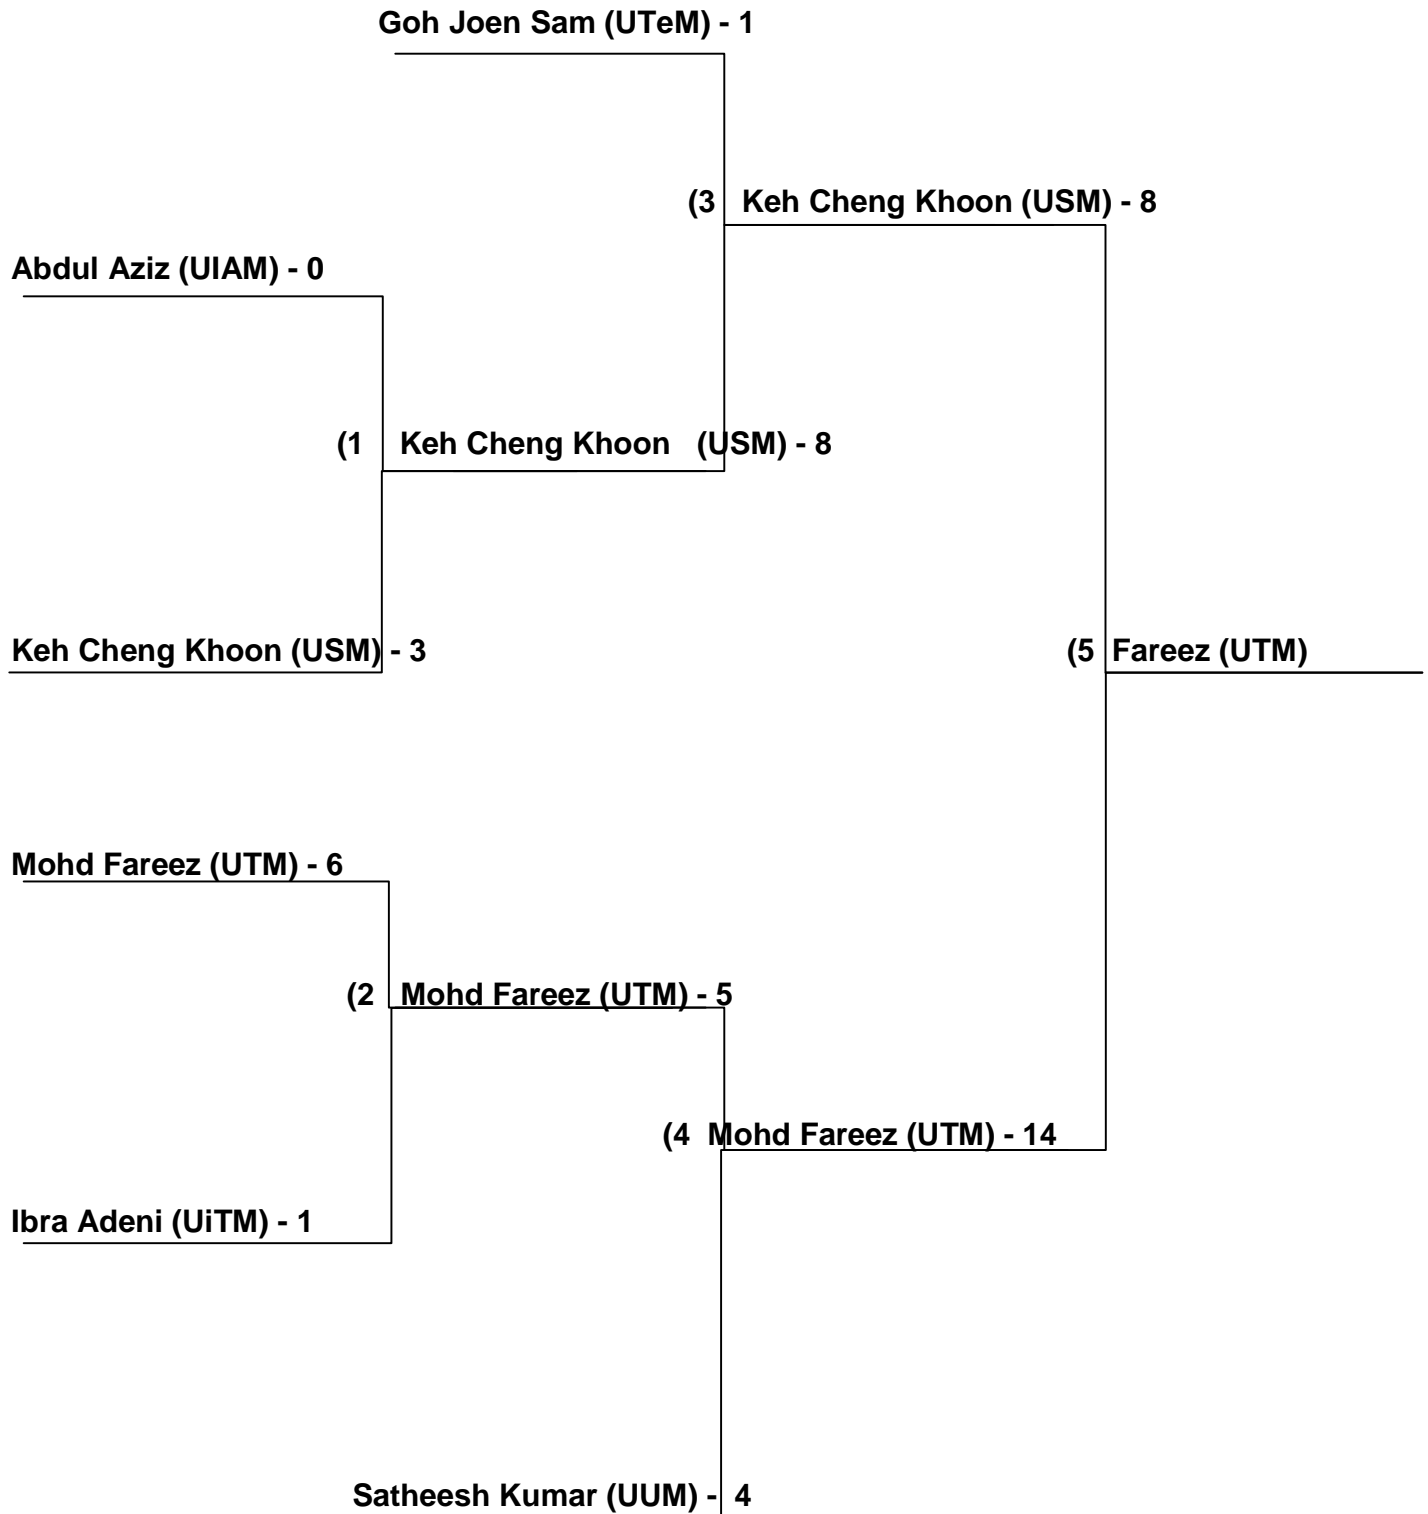 Goh Joen Sam (UTeM) - 1
(3 Keh Cheng Khoon (USM) - 8
Abdul Aziz (UIAM) - 0
(1 Keh Cheng Khoon (USM) - 8
Keh Cheng Khoon (USM) - 3
(5 Fareez (UTM)
Mohd Fareez (UTM) - 6
(2 Mohd Fareez (UTM) - 5
(4 Mohd Fareez (UTM) - 14
Ibra Adeni (UiTM) - 1
Satheesh Kumar (UUM) - 4